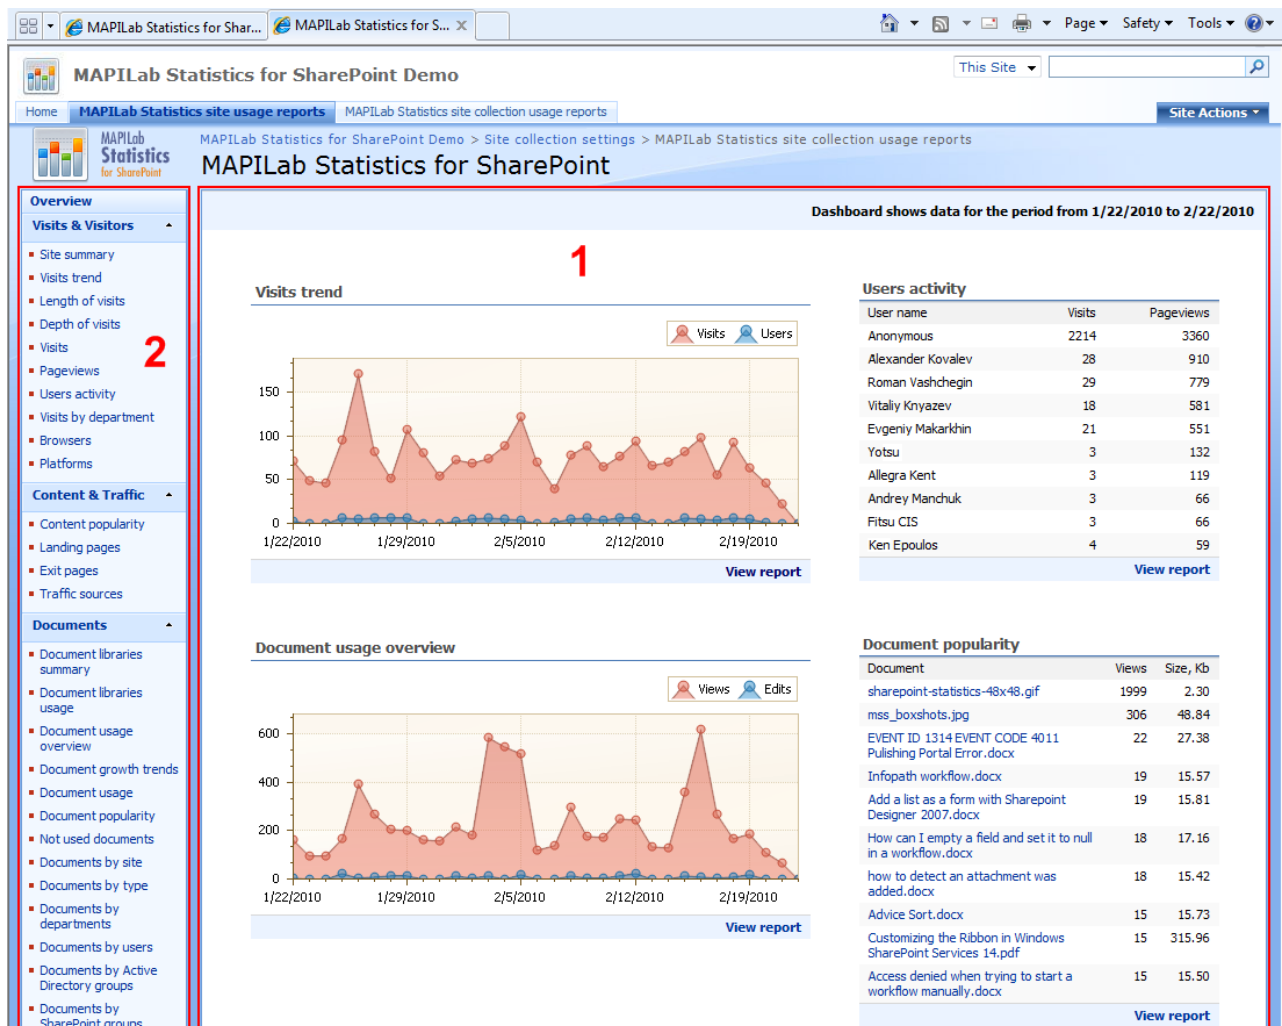 MAPILab Statistics for Shar...
MAPILab Statistics for S...
Page
Safety
Tools
MAPILab Statistics for SharePoint Demo
This Site
Home
MAPILab Statistics site usage reports
MAPILab Statistics site collection usage reports
Site Actions
MAPILab
Statistics
for SharePoint
MAPILab Statistics for SharePoint Demo > Site collection settings > MAPILab Statistics site collection usage reports
MAPILab Statistics for SharePoint
Overview
Visits & Visitors
Site summary
Visits trend
Length of visits
Depth of visits
Visits
Pageviews
Users activity
Visits by department
Browsers
Platforms
Content & Traffic
Content popularity
Landing pages
Exit pages
Traffic sources
Documents
Document libraries
summary
Document libraries
usage
Document usage
overview
Document growth trends
Document usage
Document popularity
Not used documents
Documents by site
Documents by type
Documents by
departments
Documents by users
Documents by Active
Directory groups
Documents by
SharePoint groups
2
Dashboard shows data for the period from 1/22/2010 to 2/22/2010
1
Visits trend
Visits Users
150
100
50
0
1/22/2010 1/29/2010 2/5/2010 2/12/2010 2/19/2010
View report
Users activity
User name Visits Pageviews
Anonymous 2214 3360
Alexander Kovalev 28 910
Roman Vashchegin 29 779
Vitaliy Knyazev 18 581
Evgeniy Makarkhin 21 551
Yotsu 3 132
Allegra Kent 3 119
Andrey Manchuk 3 66
Fitsu CIS 3 66
Ken Epoulos 4 59
View report
Document usage overview
Views Edits
600
400
200
0
1/22/2010 1/29/2010 2/5/2010 2/12/2010 2/19/2010
View report
Document popularity
Document Views Size, Kb
sharepoint-statistics-48x48.gif 1999 2.30
mss_boxshots.jpg 306 48.84
EVENT ID 1314 EVENT CODE 4011 22 27.38
Pulishing Portal Error.docx
Infopath workflow.docx 19 15.57
Add a list as a form with Sharepoint 19 15.81
Designer 2007.docx
How can I empty a field and set it to null 18 17.16
in a workflow.docx
how to detect an attachment was 18 15.42
added.docx
Advice Sort.docx 15 15.73
Customizing the Ribbon in Windows 15 315.96
SharePoint Services 14.pdf
Access denied when trying to start a 15 15.50
workflow manually.docx
View report